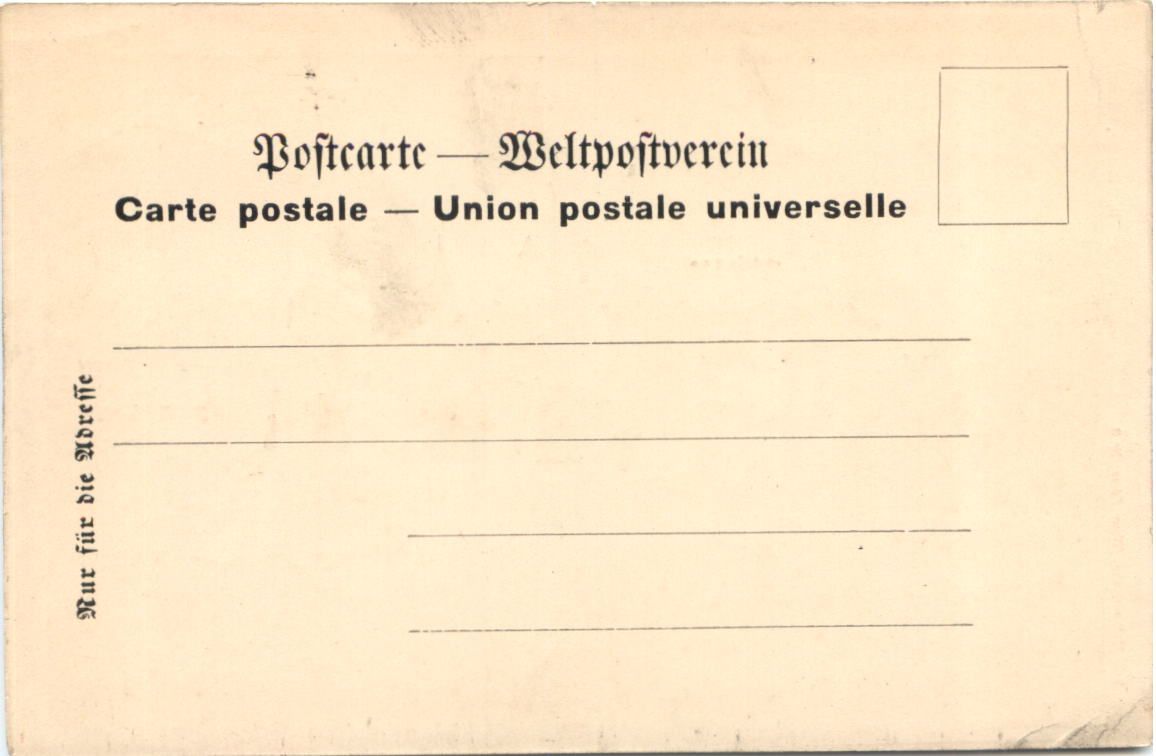 Postcarte — Weltpostverein
Carte postale — Union postale universelle
Nur für die Adresse